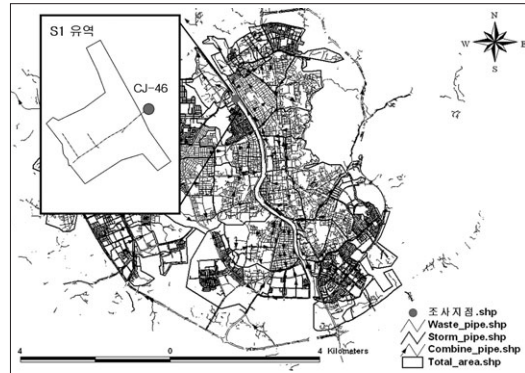 S1 유역
CJ-46
N
W
E
S
조사지점.shp
Waste_pipe.shp
Storm_pipe.shp
Combine_pipe.shp
Total_area.shp
4 0 4 Kilometers